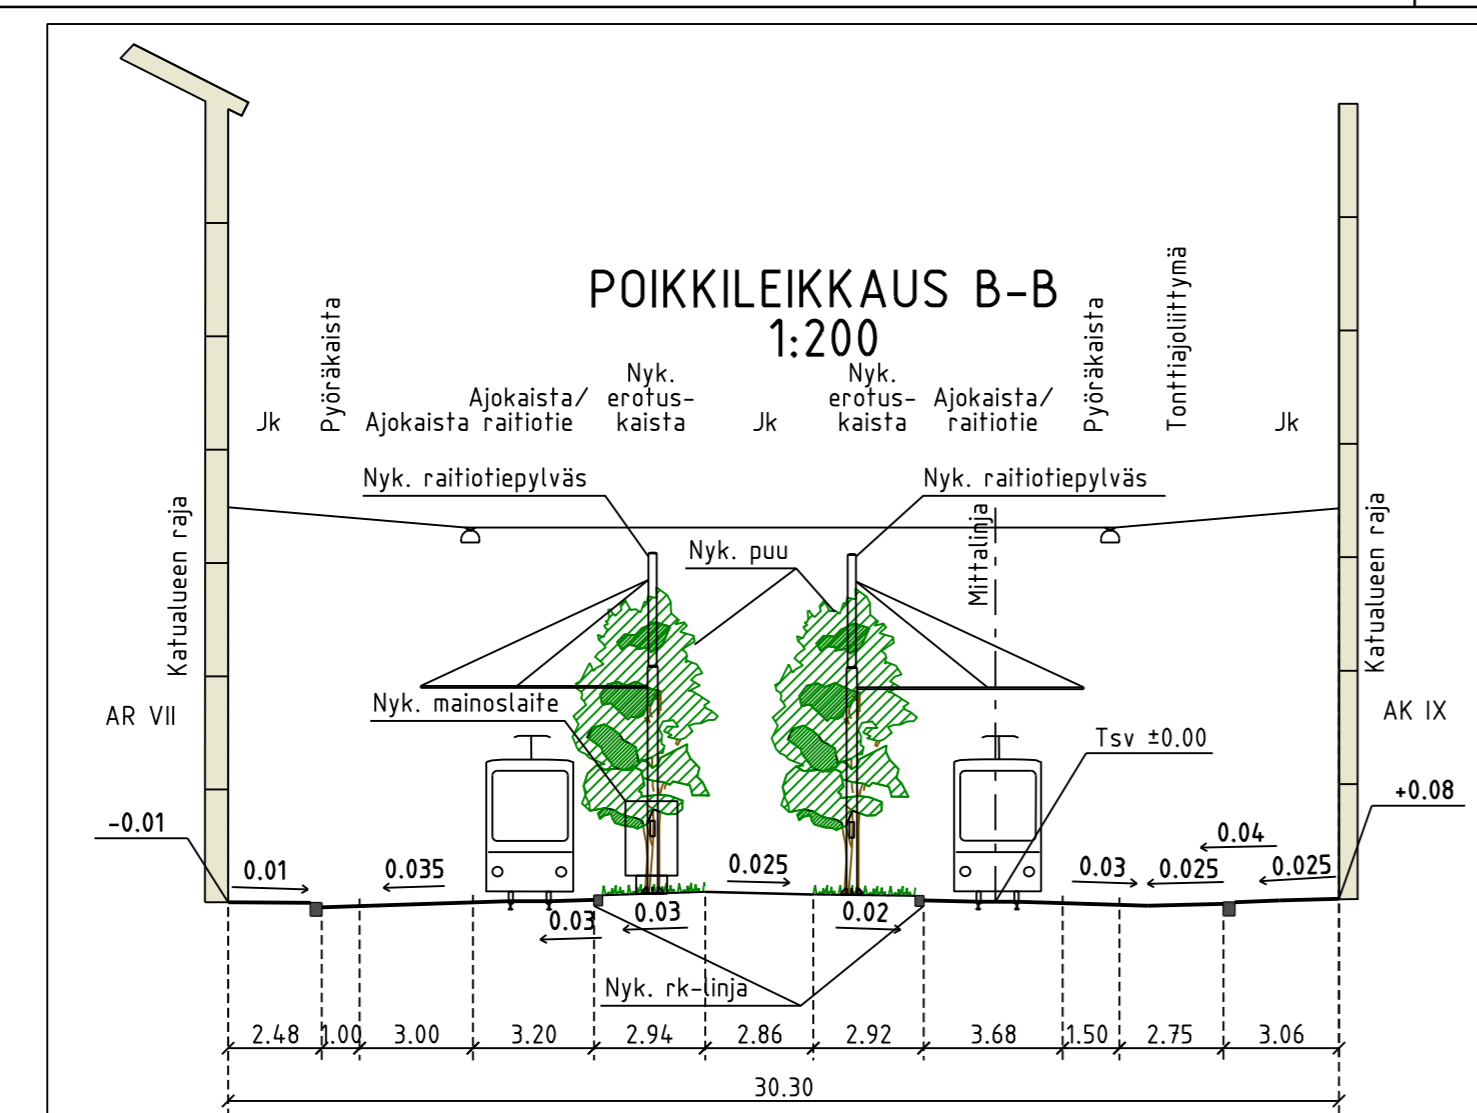 POIKKILEIKKAUS B-B
1:200
Jk
Pyöräkaista
Ajokaista
Ajokaista/
raitiotie
Nyk.
erotus-
kaista
Jk
Nyk.
erotus-
kaista
Ajokaista/
raitiotie
Pyöräkaista
Tonttiajoliittymä
Jk
Nyk. raitiotiepylväs
Nyk. raitiotiepylväs
Katualueen raja
Nyk. puu
Mittalinja
Katualueen raja
AR VII
Nyk. mainoslaite
Tsv ±0.00
AK IX
-0.01
+0.08
0.01
0.035
0.025
0.03
0.025
0.04
0.025
0.03
0.03
0.02
Nyk. rk-linja
2.48
1.00
3.00
3.20
2.94
2.86
2.92
3.68
1.50
2.75
3.06
30.30